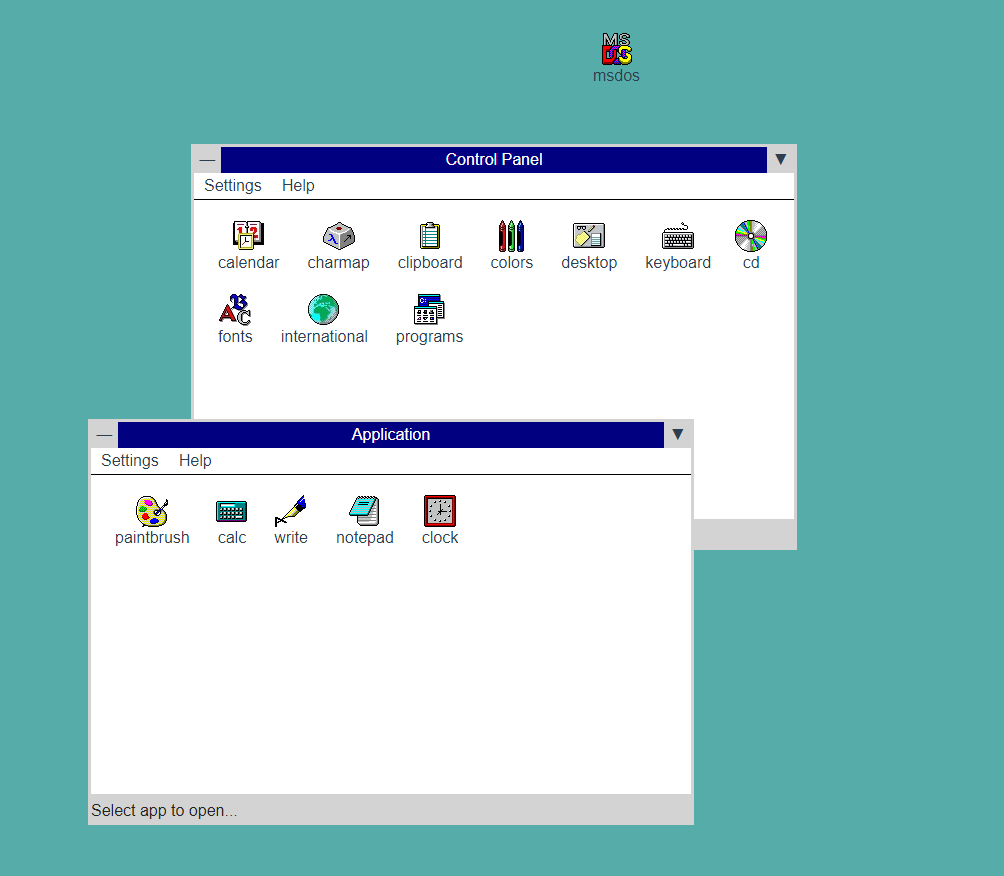 MS
DOS
msdos
Control Panel
Settings Help
calendar charmap clipboard colors desktop keyboard cd
fonts international programs
Application
Settings Help
paintbrush calc write notepad clock
Select app to open...